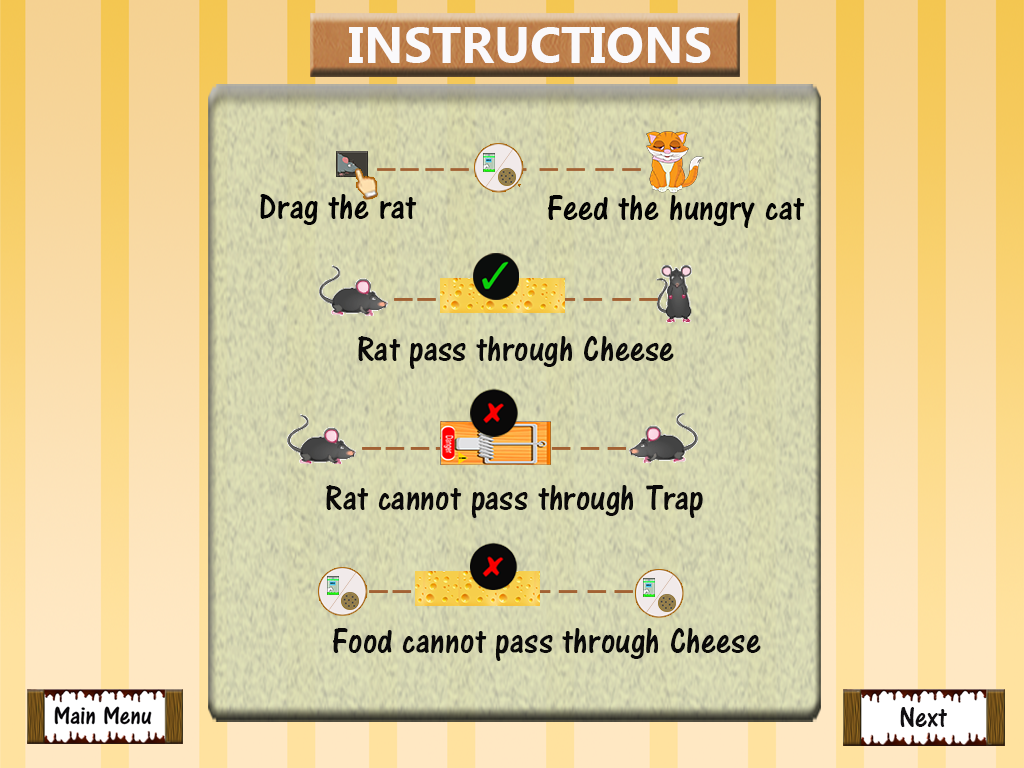 INSTRUCTIONS
Drag the rat
Feed the hungry cat
Rat pass through Cheese
Danger
Rat cannot pass through Trap
Food cannot pass through Cheese
Main Menu
Next